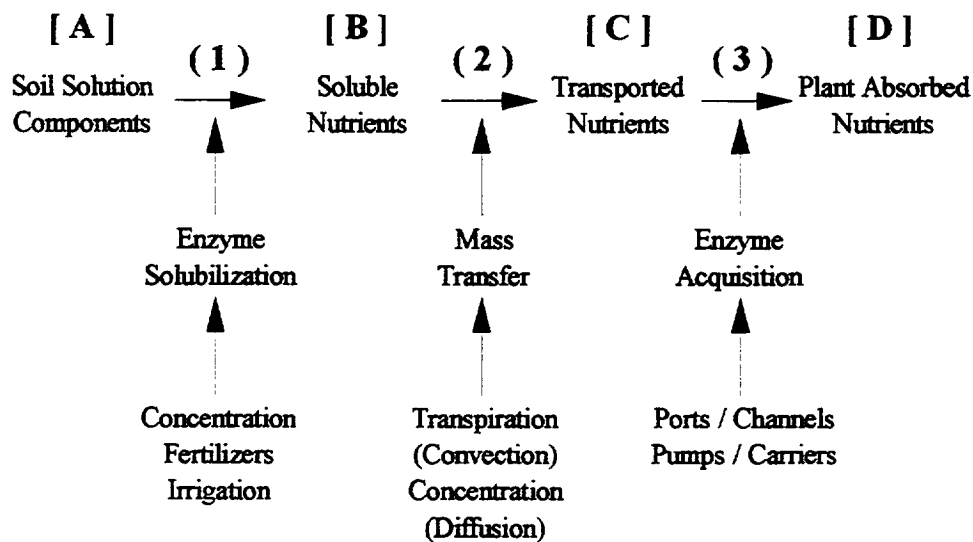 [ A ]
[ B ]
[ C ]
[ D ]
( 1 )
( 2 )
( 3 )
Soil Solution
Components
Soluble
Nutrients
Transported
Nutrients
Plant Absorbed
Nutrients
Enzyme
Solubilization
Mass
Transfer
Enzyme
Acquisition
Concentration
Fertilizers
Irrigation
Transpiration
(Convection)
Concentration
(Diffusion)
Ports / Channels
Pumps / Carriers